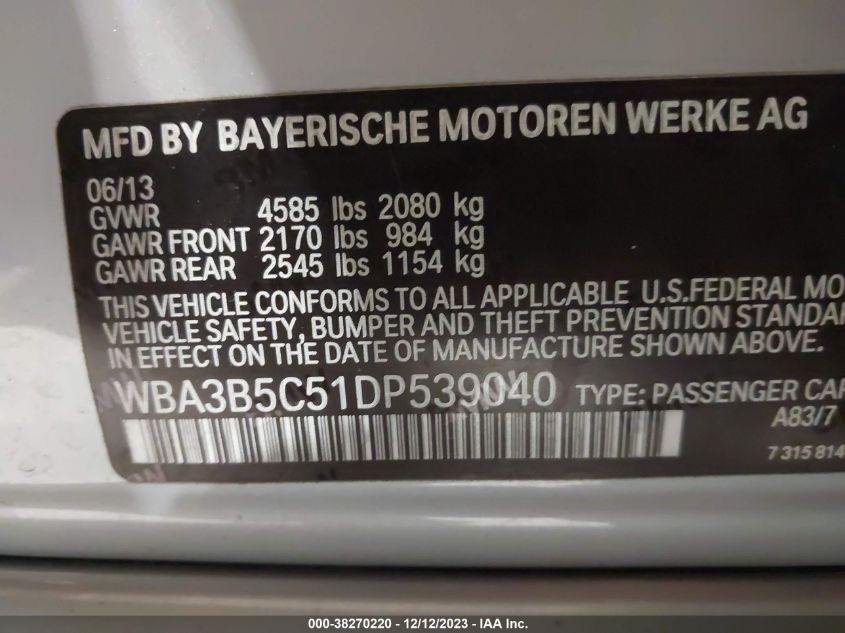 MFD BY BAYERISCHE MOTOREN WERKE AG
06/13
GVWR 4585 lbs 2080 kg
GAWR FRONT 2170 lbs 984 kg
GAWR REAR 2545 lbs 1154 kg
THIS VEHICLE CONFORMS TO ALL APPLICABLE U.S.FEDERAL MO
VEHICLE SAFETY, BUMPER AND THEFT PREVENTION STANDA
IN EFFECT ON THE DATE OF MANUFACTURE SHOWN ABOVE.
WBA3B5C51DP539040 TYPE: PASSENGER CAR
A83/7
7 315 814
000-38270220 - 12/12/2023 - IAA Inc.